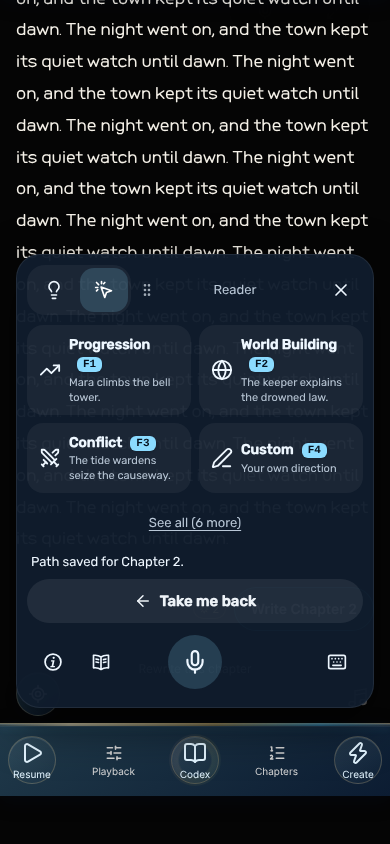 on, and the town kept its quiet watch until
dawn. The night went on, and the town kept
its quiet watch until dawn. The night went
on, and the town kept its quiet watch until
dawn. The night went on, and the town kept
its quiet watch until dawn. The night went
on, and the town kept its quiet watch until
dawn. The night went on, and the town kept
its quiet watch until dawn. The night went
Reader
Progression
F1
Mara climbs the bell
tower.
World Building
F2
The keeper explains
the drowned law.
Conflict F3
The tide wardens
seize the causeway.
Custom F4
Your own direction
See all (6 more)
Path saved for Chapter 2.
Take me back
Write Chapter 2
Resume
Playback
Codex
Chapters
Create